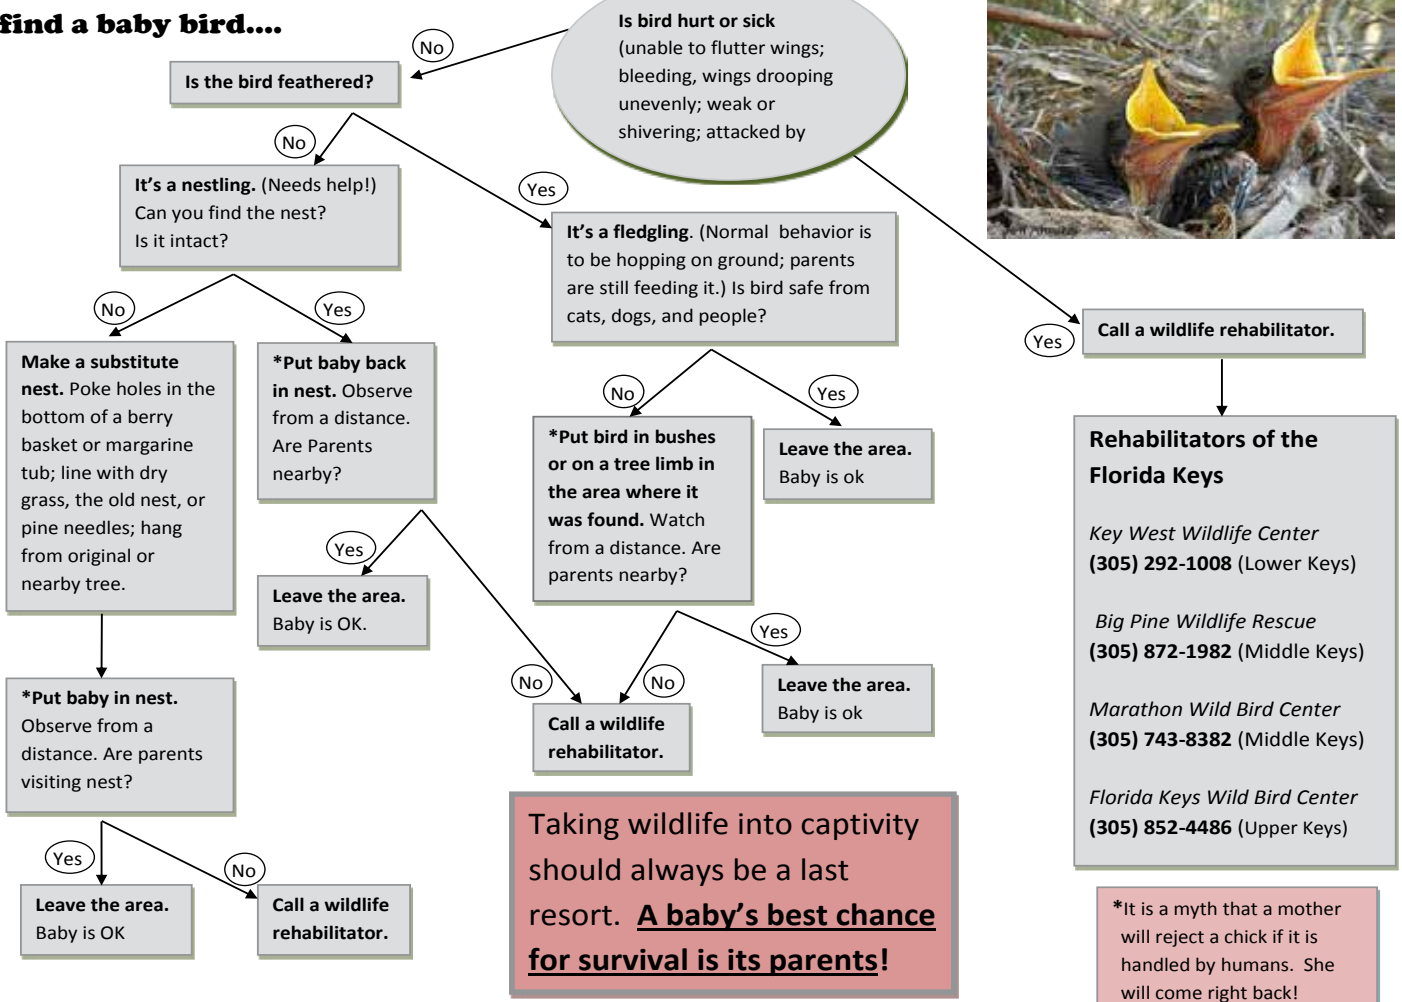 find a baby bird....
Is bird hurt or sick
(unable to flutter wings;
bleeding, wings drooping
unevenly; weak or
shivering; attacked by
No
Is the bird feathered?
No
It's a nestling. (Needs help!)
Can you find the nest?
Is it intact?
Yes
It's a fledgling. (Normal behavior is
to be hopping on ground; parents
are still feeding it.) Is bird safe from
cats, dogs, and people?
Yes
Call a wildlife rehabilitator.
No
Make a substitute
nest. Poke holes in the
bottom of a berry
basket or margarine
tub; line with dry
grass, the old nest, or
pine needles; hang
from original or
nearby tree.
Yes
*Put baby back
in nest. Observe
from a distance.
Are Parents
nearby?
No
*Put bird in bushes
or on a tree limb in
the area where it
was found. Watch
from a distance. Are
parents nearby?
Yes
Leave the area.
Baby is ok
Yes
Leave the area.
Baby is OK.
No
No
Call a wildlife
rehabilitator.
Yes
Leave the area.
Baby is ok
*Put baby in nest.
Observe from a
distance. Are parents
visiting nest?
Yes
Leave the area.
Baby is OK
No
Call a wildlife
rehabilitator.
Rehabilitators of the
Florida Keys
Key West Wildlife Center
(305) 292-1008 (Lower Keys)
Big Pine Wildlife Rescue
(305) 872-1982 (Middle Keys)
Marathon Wild Bird Center
(305) 743-8382 (Middle Keys)
Florida Keys Wild Bird Center
(305) 852-4486 (Upper Keys)
Taking wildlife into captivity
should always be a last
resort. A baby's best chance
for survival is its parents!
*It is a myth that a mother
will reject a chick if it is
handled by humans. She
will come right back!